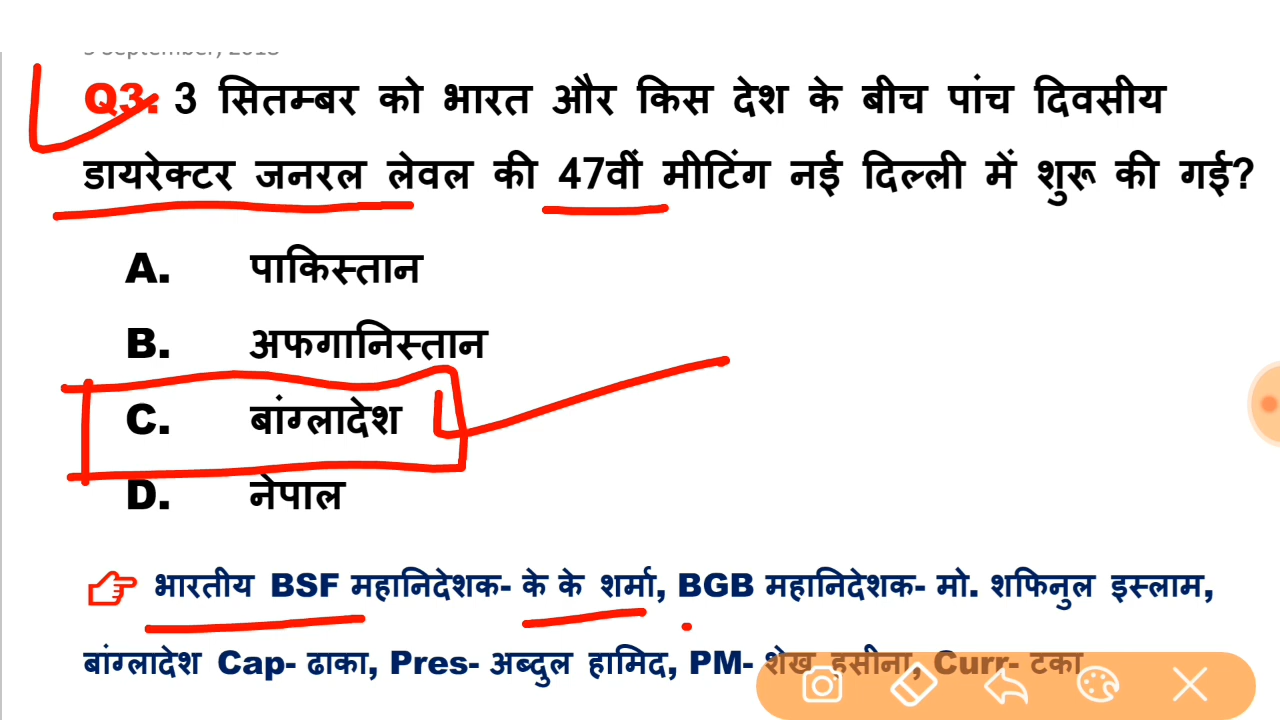 Q3. 3 सितम्बर को भारत और किस देश के बीच पांच दिवसीय
डायरेक्टर जनरल लेवल की 47वीं मीटिंग नई दिल्ली में शुरू की गई?
A. पाकिस्तान
B. अफगानिस्तान
C. बांग्लादेश
D. नेपाल
भारतीय BSF महानिदेशक- के के शर्मा, BGB महानिदेशक- मो. शफिनुल इस्लाम,
बांग्लादेश Cap- ढाका, Pres- अब्दुल हामिद, PM- शेख हसीना, Curr- टका